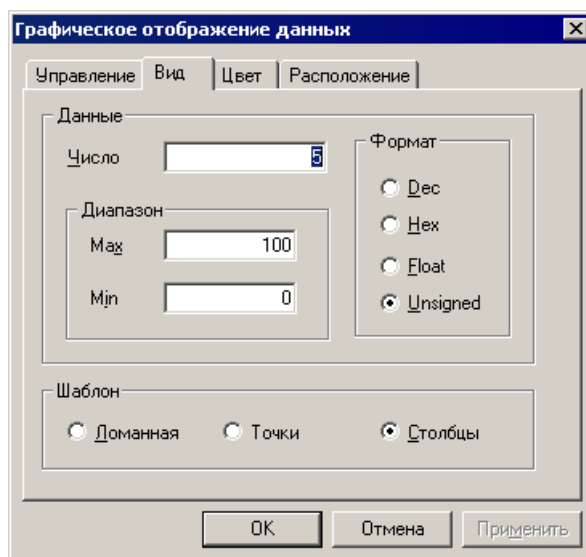 Графическое отображение данных
Управление Вид Цвет Расположение
Данные
Число 5
Формат
Dec
Hex
Float
Unsigned
Диапазон
Max 100
Min 0
Шаблон
Ломанная Точки Столбцы
OK Отмена Применить